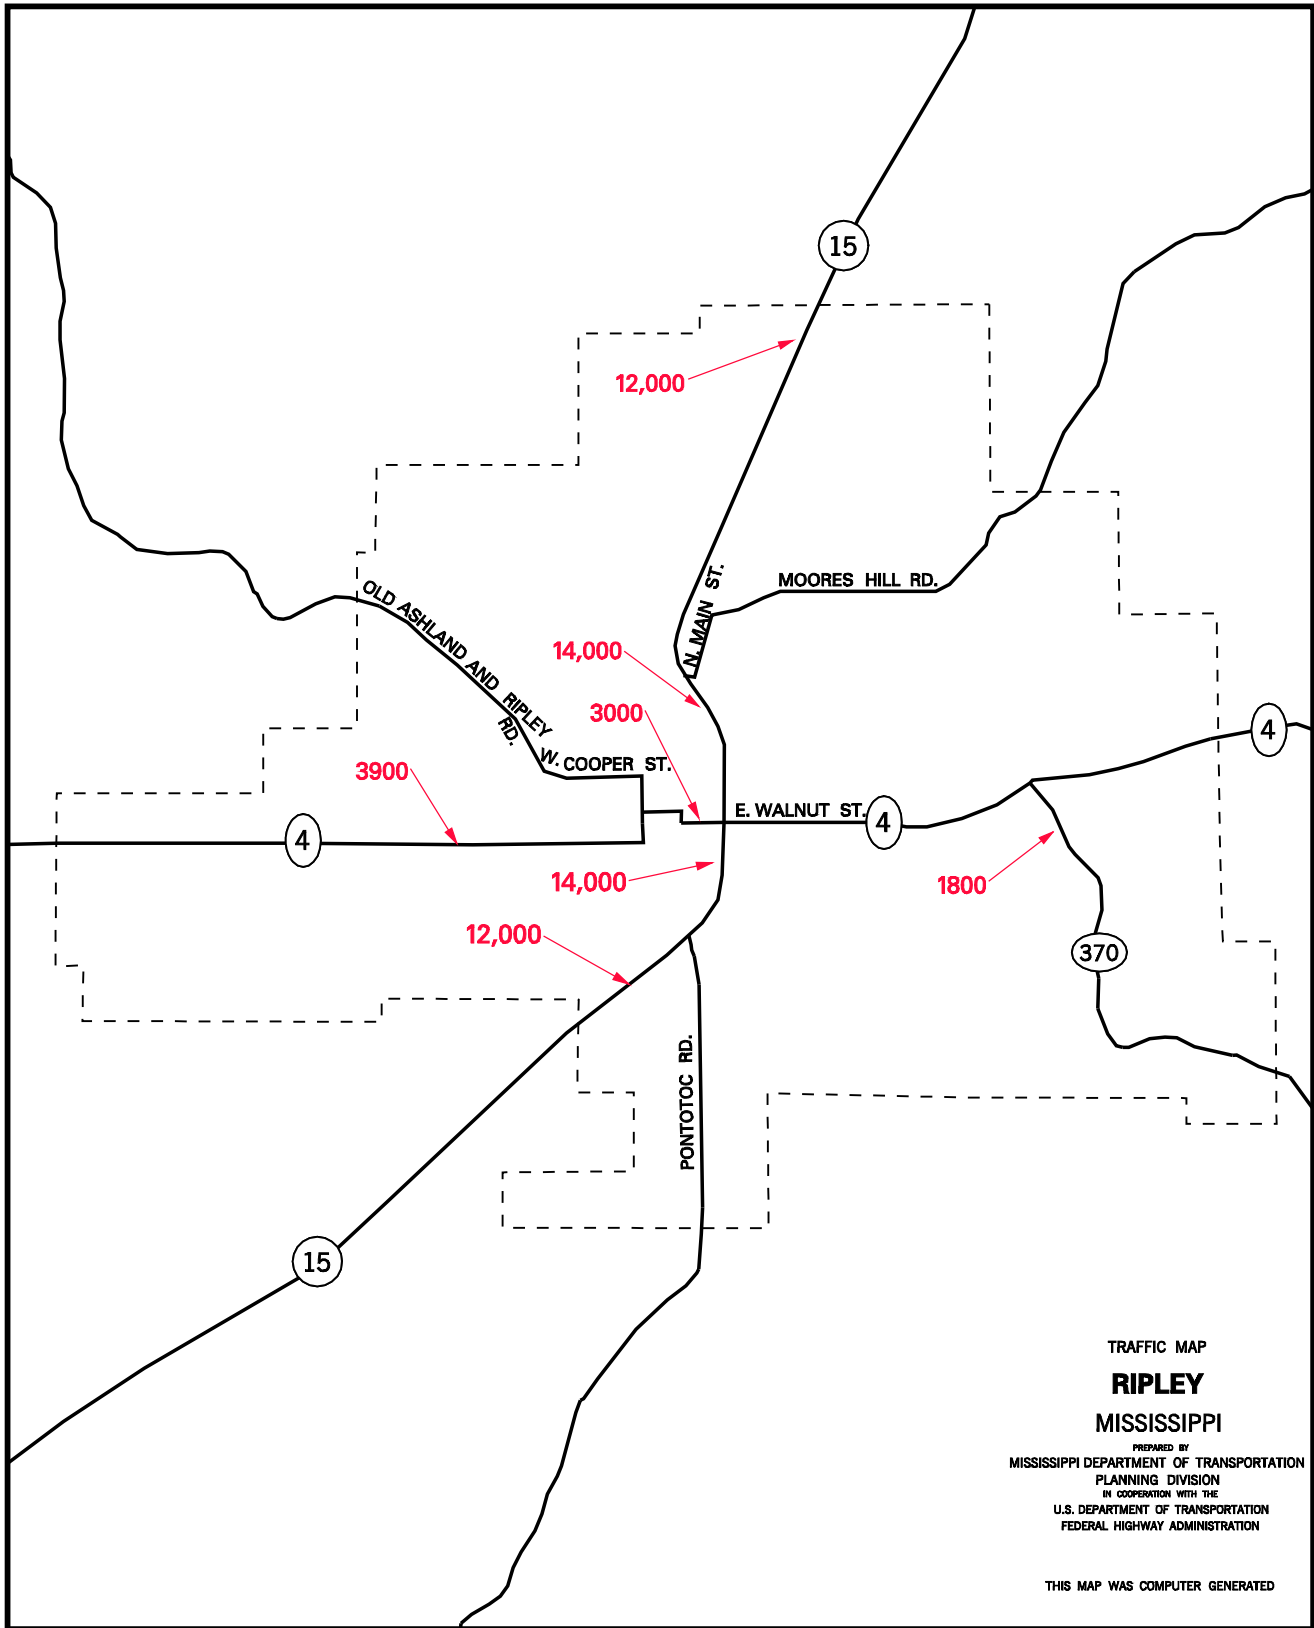 15
12,000
MOORES HILL RD.
N. MAIN ST.
OLD ASHLAND AND RIPLEY
RD.
14,000
3000
4
W. COOPER ST.
3900
E. WALNUT ST.
4
4
14,000
1800
12,000
370
PONTOTOC RD.
15
TRAFFIC MAP
RIPLEY
MISSISSIPPI
PREPARED BY
MISSISSIPPI DEPARTMENT OF TRANSPORTATION
PLANNING DIVISION
IN COOPERATION WITH THE
U.S. DEPARTMENT OF TRANSPORTATION
FEDERAL HIGHWAY ADMINISTRATION
THIS MAP WAS COMPUTER GENERATED